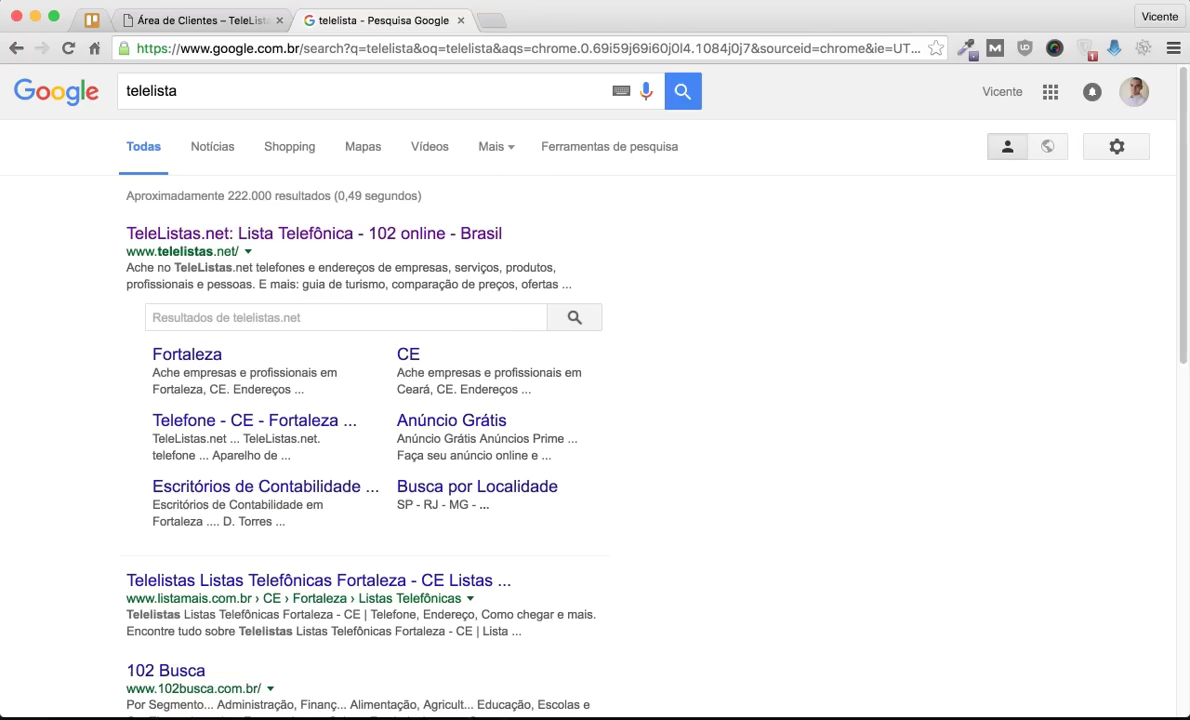 Área de Clientes – TeleLista
telelista - Pesquisa Google
Vicente
https://www.google.com.br/search?q=telelista&oq=telelista&aqs=chrome.0.69i59j69i60j0l4.1084j0j7&sourceid=chrome&ie=UT...
Google
telelista
Vicente
Todas Notícias Shopping Mapas Vídeos Mais Ferramentas de pesquisa
Aproximadamente 222.000 resultados (0,49 segundos)
TeleListas.net: Lista Telefônica - 102 online - Brasil
www.telelistas.net/
Ache no TeleListas.net telefones e endereços de empresas, serviços, produtos,
profissionais e pessoas. E mais: guia de turismo, comparação de preços, ofertas ...
Resultados de telelistas.net
Fortaleza
Ache empresas e profissionais em
Fortaleza, CE. Endereços ...
CE
Ache empresas e profissionais em
Ceará, CE. Endereços ...
Telefone - CE - Fortaleza ...
TeleListas.net ... TeleListas.net.
telefone ... Aparelho de ...
Anúncio Grátis
Anúncio Grátis Anúncios Prime ...
Faça seu anúncio online e ...
Escritórios de Contabilidade ...
Escritórios de Contabilidade em
Fortaleza .... D. Torres ...
Busca por Localidade
SP - RJ - MG - ...
Telelistas Listas Telefônicas Fortaleza - CE Listas ...
www.listamais.com.br › CE › Fortaleza › Listas Telefônicas
Telelistas Listas Telefônicas Fortaleza - CE | Telefone, Endereço, Como chegar e mais.
Encontre tudo sobre Telelistas Listas Telefônicas Fortaleza - CE | Lista ...
102 Busca
www.102busca.com.br/
Por Segmento... Administração, Finanç... Alimentação, Agricult... Educação, Escolas e